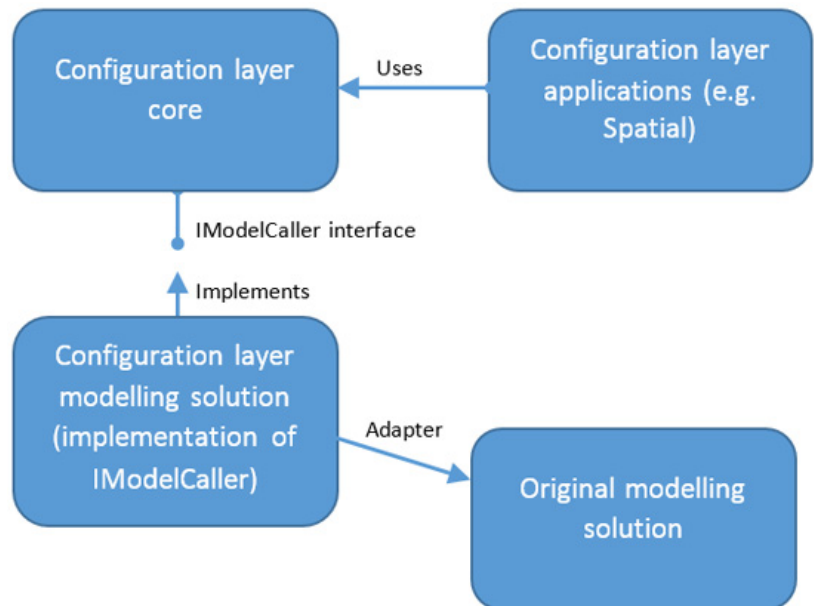 Configuration layer
core
Uses
Configuration layer
applications (e.g.
Spatial)
IModelCaller interface
Implements
Configuration layer
modelling solution
(implementation of
IModelCaller)
Adapter
Original modelling
solution